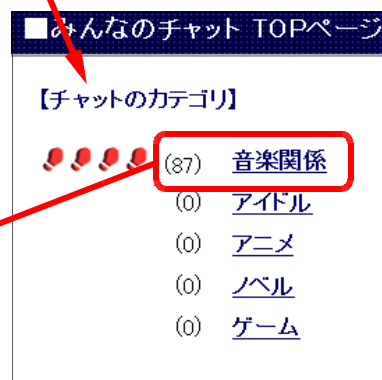 ■みんなのチャット TOPページ
【チャットのカテゴリ】
(87) 音楽関係
(0) アイドル
(0) アニメ
(0) ノベル
(0) ゲーム